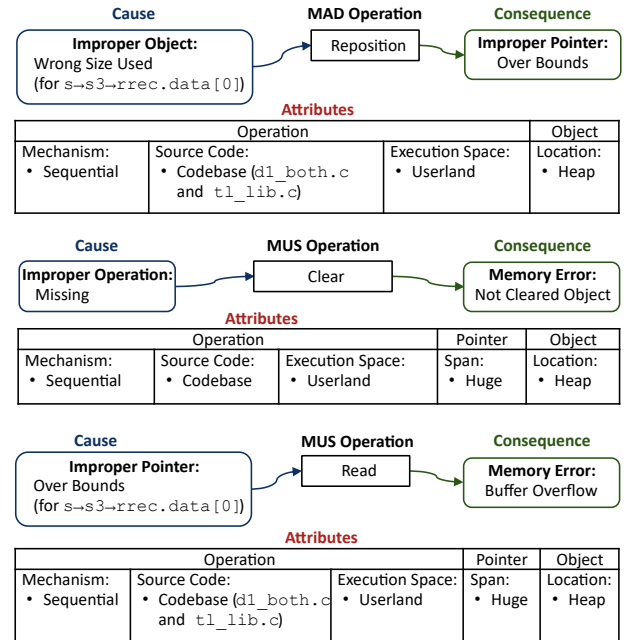 Cause MAD Operation Consequence
Improper Object:
Wrong Size Used
(for s→s3→rrec.data[0])
Reposition
Improper Pointer:
Over Bounds
Attributes
Operation Object
Mechanism: Source Code: Execution Space: Location:
• Sequential • Codebase (d1_both.c • Userland • Heap
and tl_lib.c)
Cause MUS Operation Consequence
Improper Operation:
Missing
Clear
Memory Error:
Not Cleared Object
Attributes
Operation Pointer Object
Mechanism: Source Code: Execution Space: Span: Location:
• Sequential • Codebase • Userland • Huge • Heap
Cause MUS Operation Consequence
Improper Pointer:
Over Bounds
(for s→s3→rrec.data[0])
Read
Memory Error:
Buffer Overflow
Attributes
Operation Pointer Object
Mechanism: Source Code: Execution Space: Span: Location:
• Sequential • Codebase (d1_both.c • Userland • Huge • Heap
and tl_lib.c)